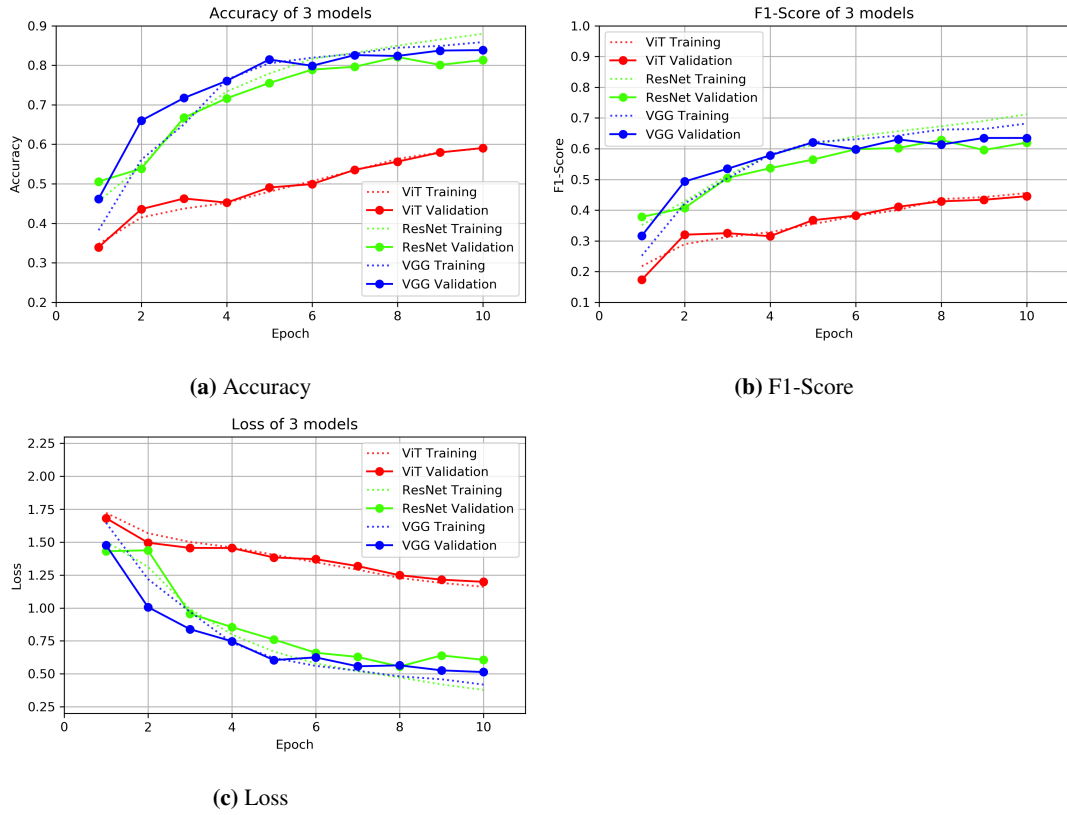 Accuracy of 3 models
0.9
0.8
0.7
0.6
0.5
0.4
0.3
0.2
Accuracy
ViT Training
ViT Validation
ResNet Training
ResNet Validation
VGG Training
VGG Validation
0 2 4 6 8 10
Epoch
(a) Accuracy
F1-Score of 3 models
1.0
0.9
0.8
0.7
0.6
0.5
0.4
0.3
0.2
0.1
F1-Score
ViT Training
ViT Validation
ResNet Training
ResNet Validation
VGG Training
VGG Validation
0 2 4 6 8 10
Epoch
(b) F1-Score
Loss of 3 models
2.25
2.00
1.75
1.50
1.25
1.00
0.75
0.50
0.25
Loss
ViT Training
ViT Validation
ResNet Training
ResNet Validation
VGG Training
VGG Validation
0 2 4 6 8 10
Epoch
(c) Loss